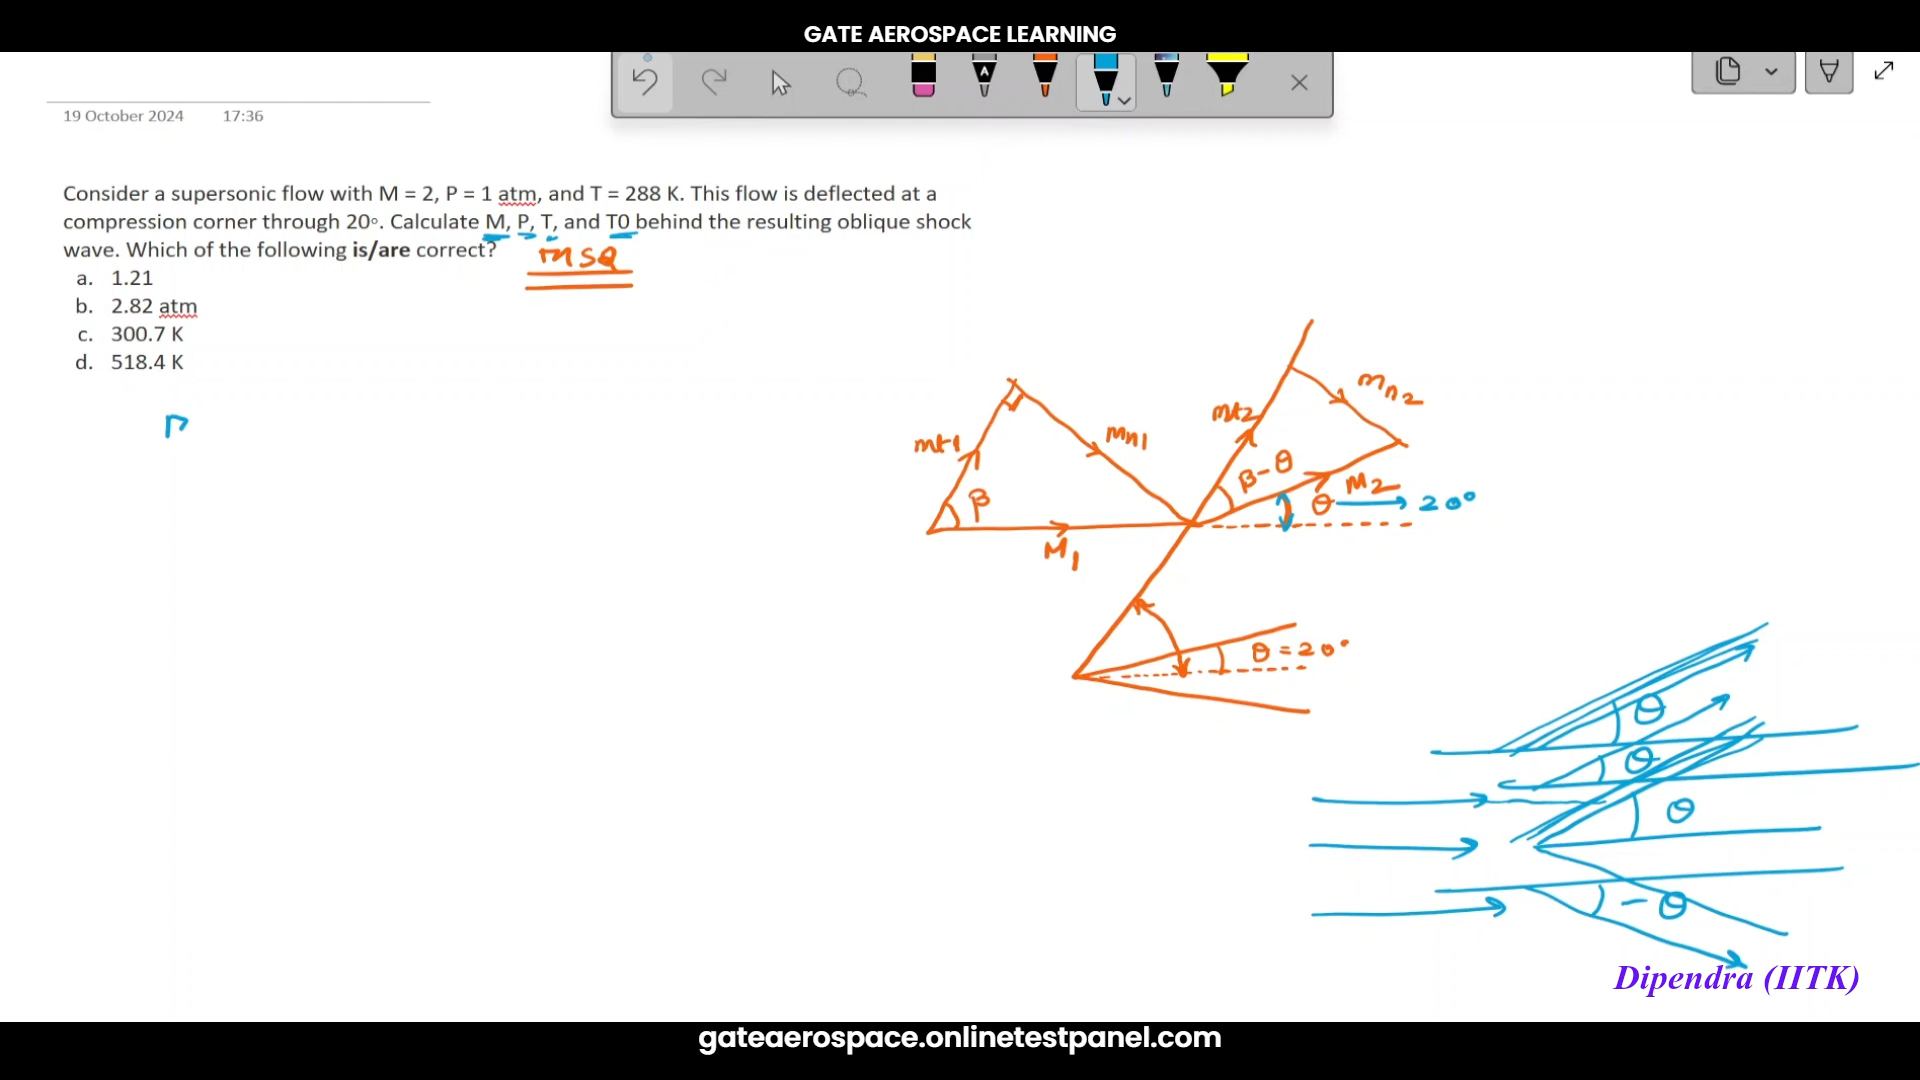 GATE AEROSPACE LEARNING
19 October 2024 17:36
Consider a supersonic flow with M = 2, P = 1 atm, and T = 288 K. This flow is deflected at a
compression corner through 20◦. Calculate M, P, T, and T0 behind the resulting oblique shock
wave. Which of the following is/are correct?
MSQ
a. 1.21
b. 2.82 atm
c. 300.7 K
d. 518.4 K
Mt1
Mn1
β
M1
Mt2
Mn2
β-θ
M2
θ → 20°
θ = 20°
θ
θ
θ
-θ
Dipendra (IITK)
gateaerospace.onlinetestpanel.com